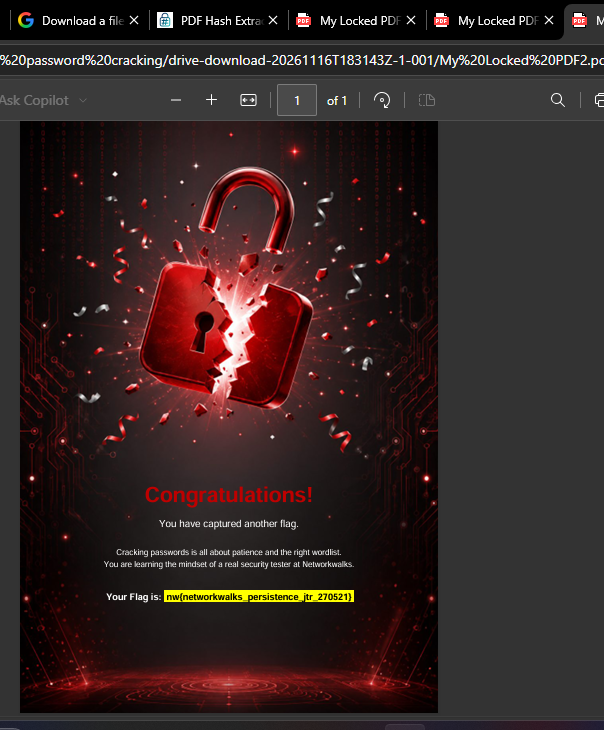 Download a file
PDF Hash Extra
My Locked PDF
My Locked PDF
M
%20password%20cracking/drive-download-20261116T183143Z-1-001/My%20Locked%20PDF2.pd
Ask Copilot
1 of 1
Congratulations!
You have captured another flag.
Cracking passwords is all about patience and the right wordlist.
You are learning the mindset of a real security tester at Networkwalks.
Your Flag is: nw{networkwalks_persistence_jtr_270521}